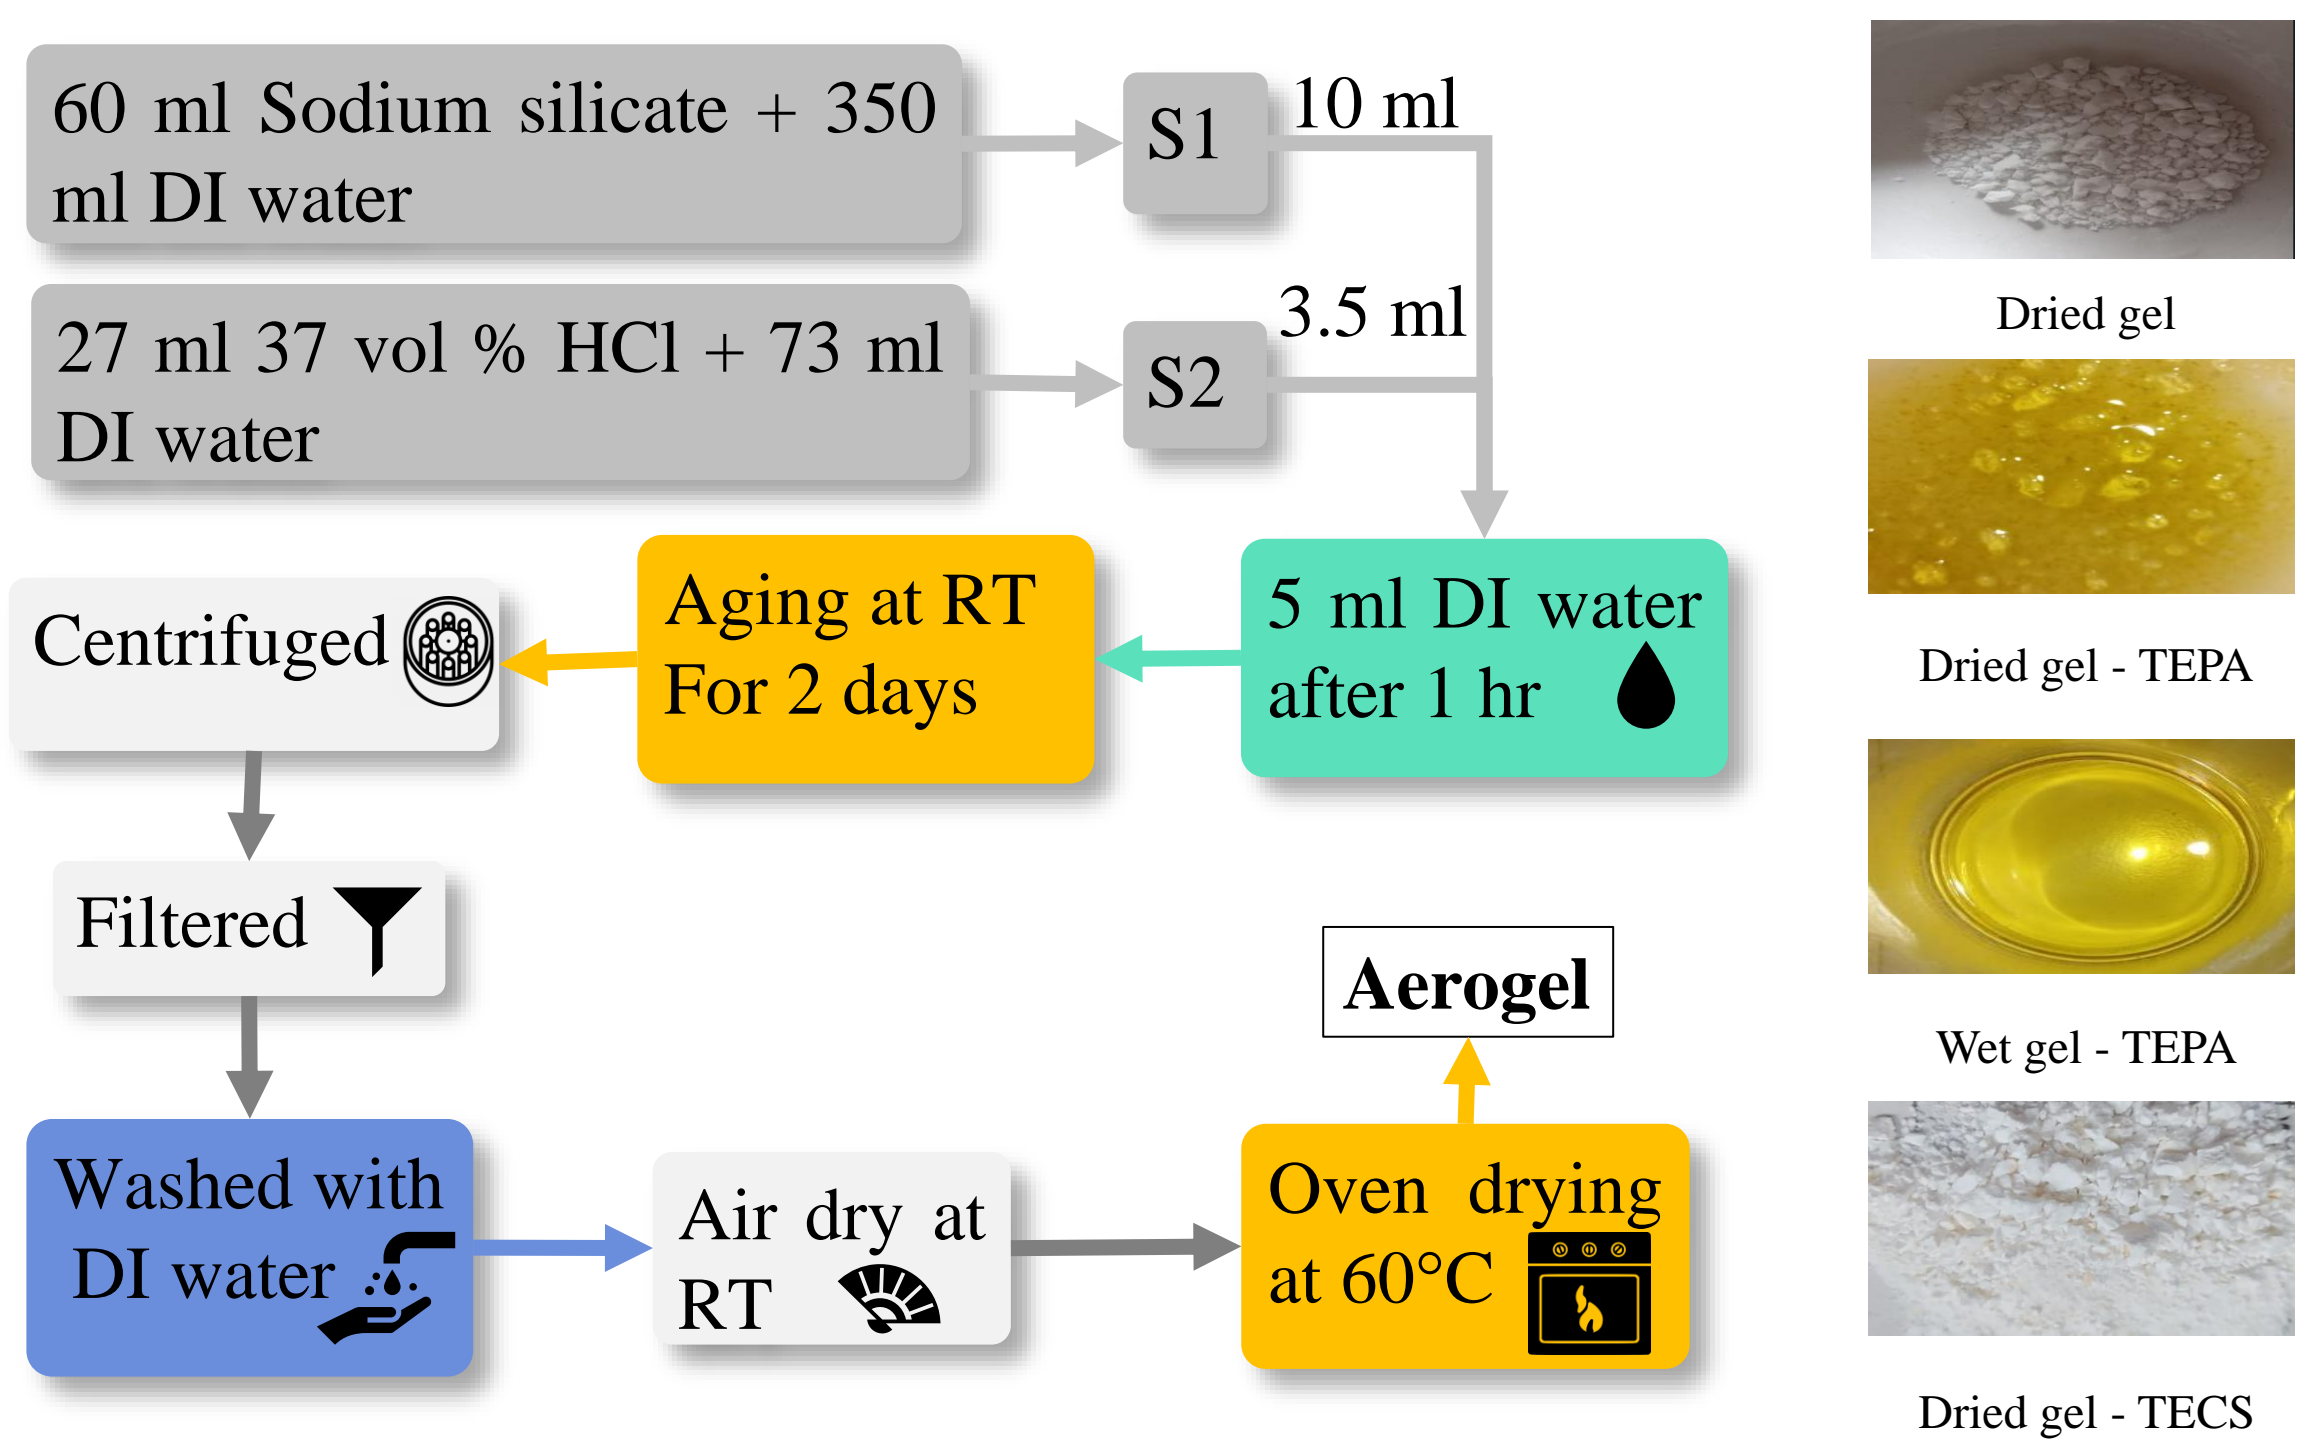 60 ml Sodium silicate + 350
ml DI water
S1
10 ml
27 ml 37 vol % HCl + 73 ml
DI water
S2
3.5 ml
5 ml DI water
after 1 hr
Aging at RT
For 2 days
Centrifuged
Filtered
Washed with
DI water
Air dry at
RT
Oven drying
at 60°C
Aerogel
Dried gel
Dried gel - TEPA
Wet gel - TEPA
Dried gel - TECS